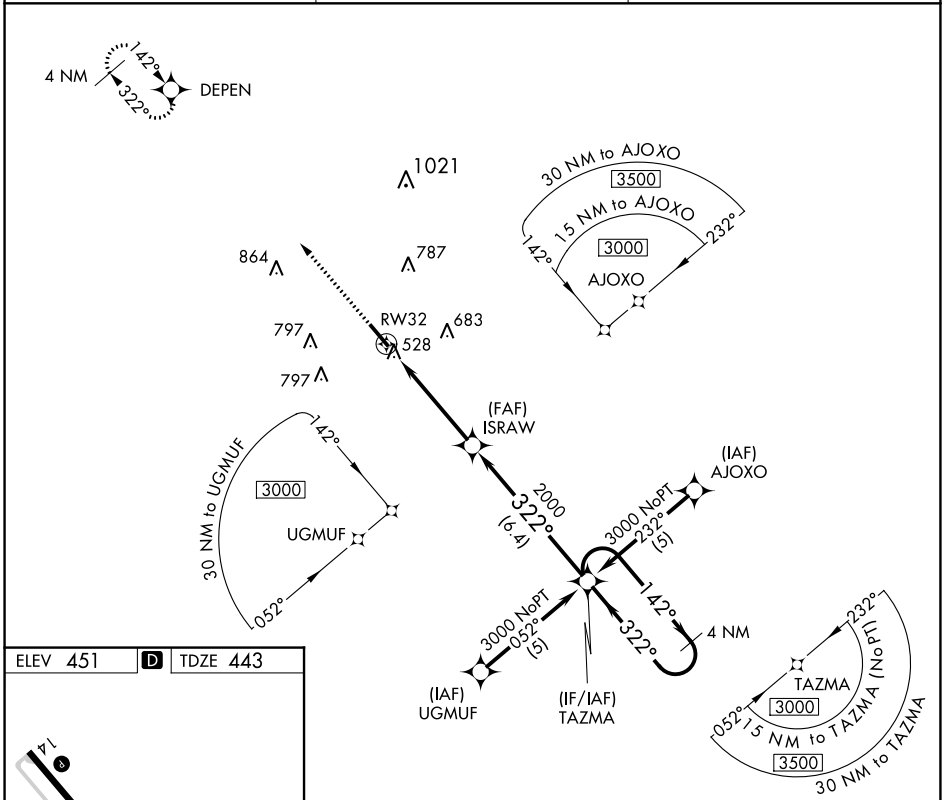 142°
4 NM
322°
DEPEN
1021
864
787
RW32
683
528
797
797
30 NM to AJOXO
3500
15 NM to AJOXO
3000
142°
232°
AJOXO
(FAF)
ISRAW
142°
30 NM to UGMUF
3000
UGMUF
052°
(IAF)
AJOXO
2000
322°
(6.4)
3000 NoPT
232°
(5)
142°
322°
4 NM
3000 NoPT
052°
(5)
(IAF)
UGMUF
(IF/IAF)
TAZMA
232°
TAZMA
3000
052°
15 NM to TAZMA (NoPT)
3500
30 NM to TAZMA
ELEV 451
D
TDZE 443
14
P